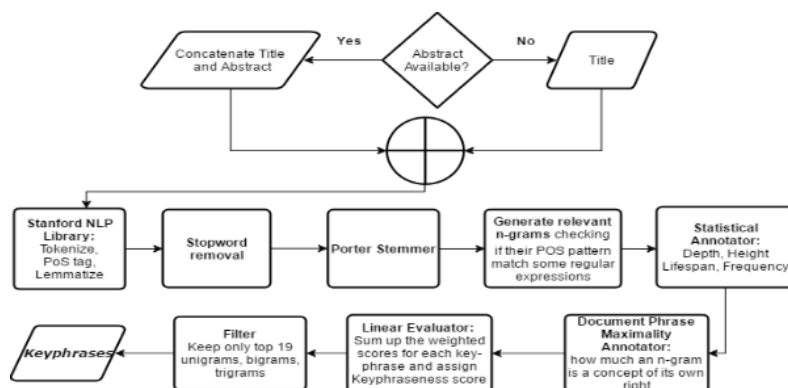 Yes
No
Concatenate Title
and Abstract
Abstract
Available?
Title
Stanford NLP
Library:
Tokenize,
PoS tag,
Lemmatize
Stopword
removal
Porter Stemmer
Generate relevant
n-grams checking
if their POS pattern
match some regular
expressions
Statistical
Annotator:
Depth, Height
Lifespan, Frequency
Keyphrases
Filter
Keep only top 19
unigrams, bigrams,
trigrams
Linear Evaluator:
Sum up the weighted
scores for each key-
phrase and assign
Keyphraseness score
Document Phrase
Maximality
Annotator:
how much an n-gram
is a concept of its own
right